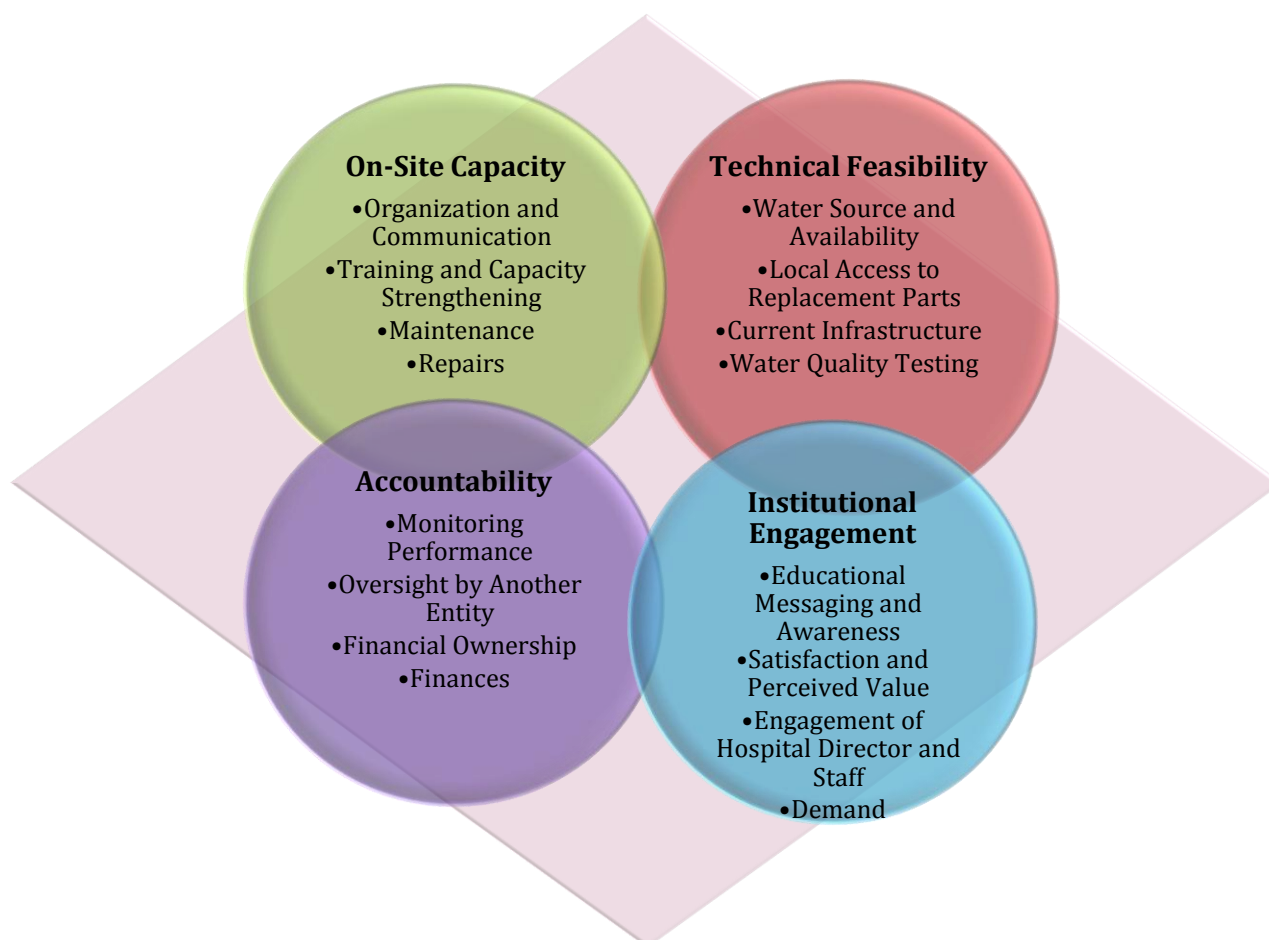 On-Site Capacity
•Organization and
Communication
•Training and Capacity
Strengthening
•Maintenance
•Repairs
Technical Feasibility
•Water Source and
Availability
•Local Access to
Replacement Parts
•Current Infrastructure
•Water Quality Testing
Accountability
•Monitoring
Performance
•Oversight by Another
Entity
•Financial Ownership
•Finances
Institutional
Engagement
•Educational
Messaging and
Awareness
•Satisfaction and
Perceived Value
•Engagement of
Hospital Director and
Staff
•Demand